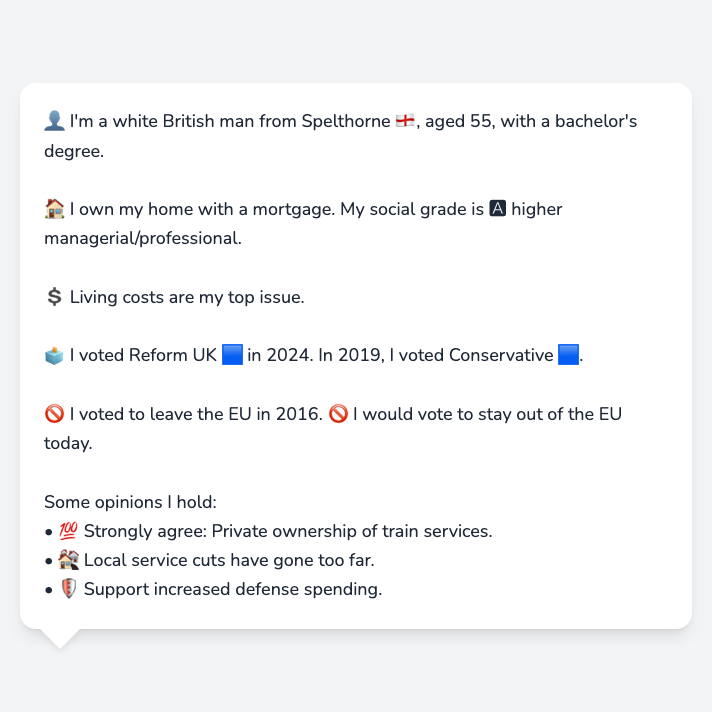 👤 I'm a white British man from Spelthorne 🏴󠁧󠁢󠁥󠁮󠁧󠁿, aged 55, with a bachelor's
degree.
🏠 I own my home with a mortgage. My social grade is 🅰 higher
managerial/professional.
💲 Living costs are my top issue.
🗳️ I voted Reform UK 🟦 in 2024. In 2019, I voted Conservative 🟦.
🚫 I voted to leave the EU in 2016. 🚫 I would vote to stay out of the EU
today.
Some opinions I hold:
• 💯 Strongly agree: Private ownership of train services.
• 🏚️ Local service cuts have gone too far.
• 🛡️ Support increased defense spending.